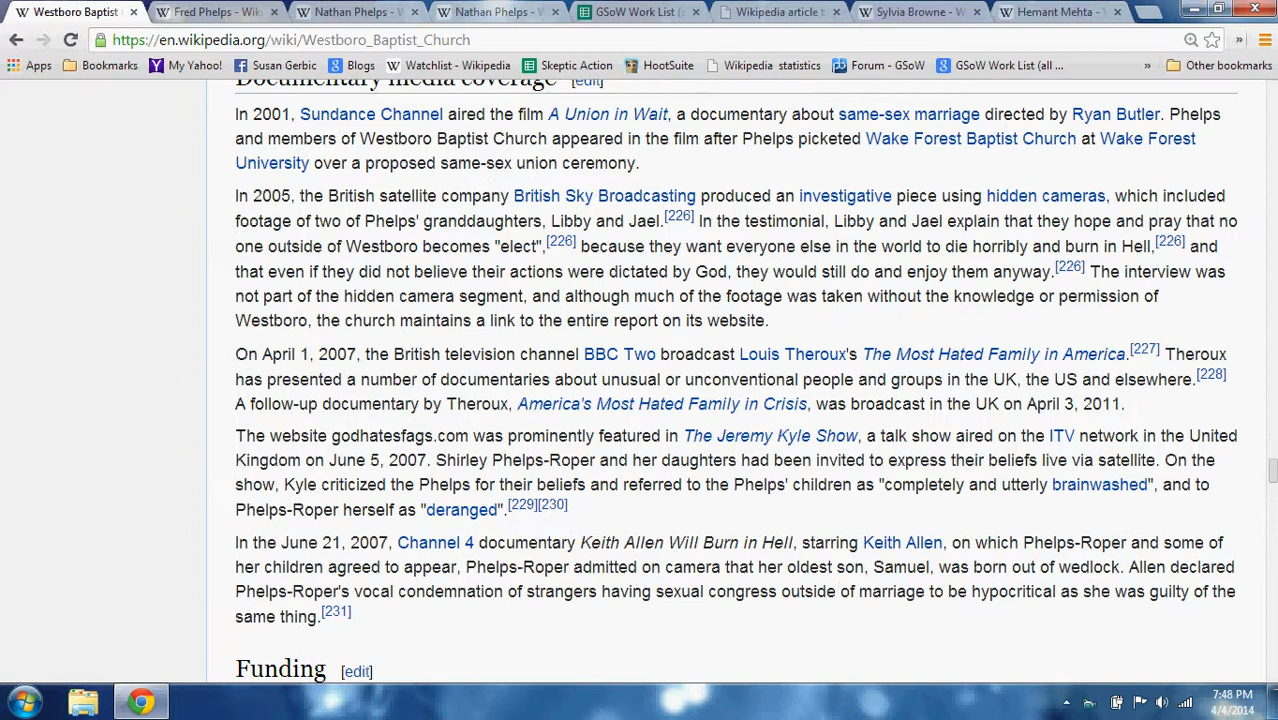 Westboro Baptist
Fred Phelps - Wiki
Nathan Phelps - W
Nathan Phelps - 
GSoW Work List (
Wikipedia article t
Sylvia Browne - W
Hemant Mehta - 
https://en.wikipedia.org/wiki/Westboro_Baptist_Church
Apps Bookmarks My Yahoo! Susan Gerbic Blogs Watchlist - Wikipedia Skeptic Action HootSuite Wikipedia statistics Forum - GSoW GSoW Work List (all ... » Other bookmarks
Documentary media coverage [edit]
In 2001, Sundance Channel aired the film A Union in Wait, a documentary about same-sex marriage directed by Ryan Butler. Phelps
and members of Westboro Baptist Church appeared in the film after Phelps picketed Wake Forest Baptist Church at Wake Forest
University over a proposed same-sex union ceremony.
In 2005, the British satellite company British Sky Broadcasting produced an investigative piece using hidden cameras, which included
footage of two of Phelps' granddaughters, Libby and Jael.[226] In the testimonial, Libby and Jael explain that they hope and pray that no
one outside of Westboro becomes "elect",[226] because they want everyone else in the world to die horribly and burn in Hell,[226] and
that even if they did not believe their actions were dictated by God, they would still do and enjoy them anyway.[226] The interview was
not part of the hidden camera segment, and although much of the footage was taken without the knowledge or permission of
Westboro, the church maintains a link to the entire report on its website.
On April 1, 2007, the British television channel BBC Two broadcast Louis Theroux's The Most Hated Family in America.[227] Theroux
has presented a number of documentaries about unusual or unconventional people and groups in the UK, the US and elsewhere.[228]
A follow-up documentary by Theroux, America's Most Hated Family in Crisis, was broadcast in the UK on April 3, 2011.
The website godhatesfags.com was prominently featured in The Jeremy Kyle Show, a talk show aired on the ITV network in the United
Kingdom on June 5, 2007. Shirley Phelps-Roper and her daughters had been invited to express their beliefs live via satellite. On the
show, Kyle criticized the Phelps for their beliefs and referred to the Phelps' children as "completely and utterly brainwashed", and to
Phelps-Roper herself as "deranged".[229][230]
In the June 21, 2007, Channel 4 documentary Keith Allen Will Burn in Hell, starring Keith Allen, on which Phelps-Roper and some of
her children agreed to appear, Phelps-Roper admitted on camera that her oldest son, Samuel, was born out of wedlock. Allen declared
Phelps-Roper's vocal condemnation of strangers having sexual congress outside of marriage to be hypocritical as she was guilty of the
same thing.[231]
Funding [edit]
7:48 PM
4/4/2014